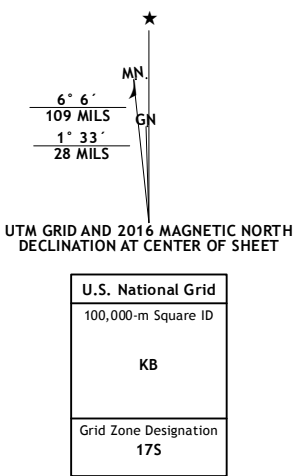 MN.
6° 6´
109 MILS
GN
1° 33´
28 MILS
UTM GRID AND 2016 MAGNETIC NORTH
DECLINATION AT CENTER OF SHEET
U.S. National Grid
100,000-m Square ID
KB
Grid Zone Designation
17S